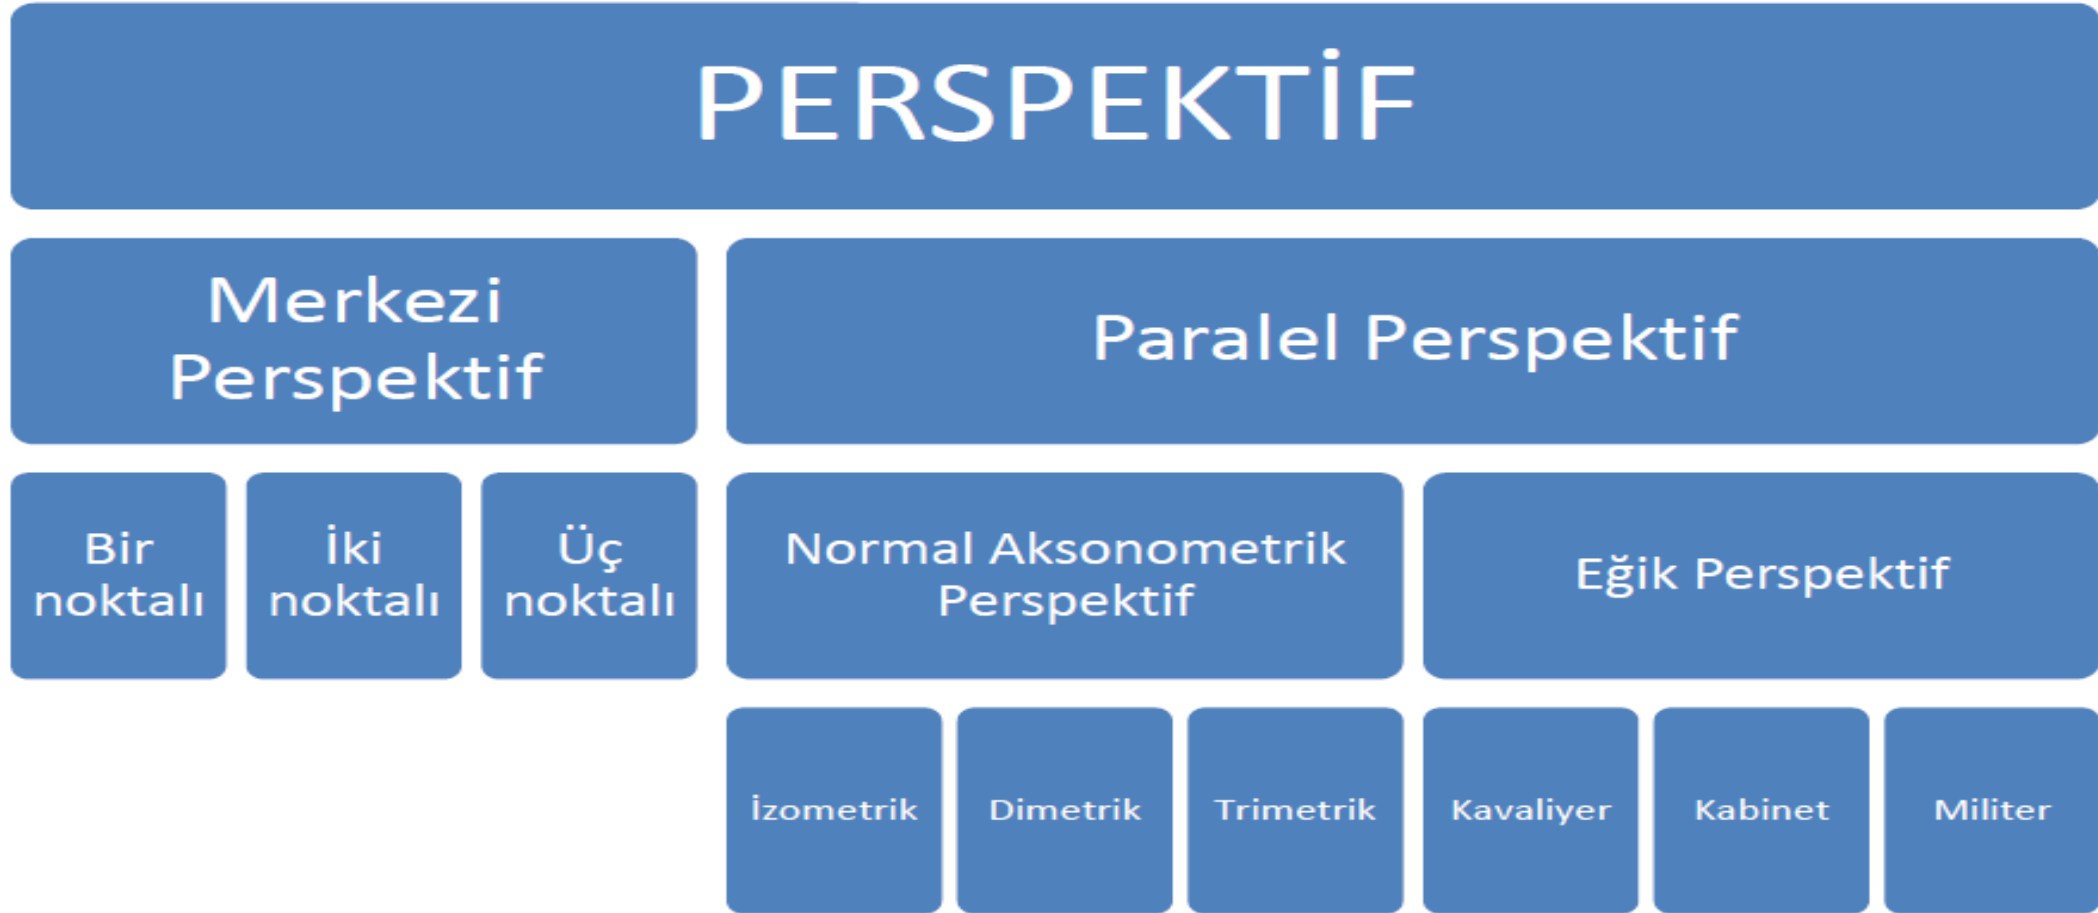 PERSPEKTİF
Merkezi
Perspektif
Paralel Perspektif
Bir
noktalı
İki
noktalı
Üç
noktalı
Normal Aksonometrik
Perspektif
Eğik Perspektif
İzometrik
Dimetrik
Trimetrik
Kavaliyer
Kabinet
Militer